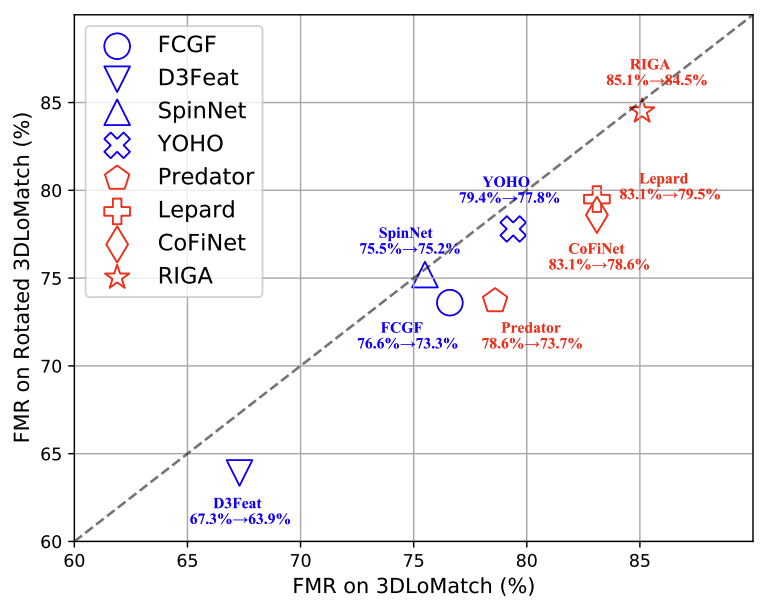 FCGF
D3Feat
SpinNet
YOHO
Predator
Lepard
CoFiNet
RIGA
RIGA
85.1%→84.5%
Lepard
83.1%→79.5%
YOHO
79.4%→77.8%
SpinNet
75.5%→75.2%
CoFiNet
83.1%→78.6%
FCGF
76.6%→73.3%
Predator
78.6%→73.7%
D3Feat
67.3%→63.9%
85
80
75
70
65
60
60
65
70
75
80
85
FMR on Rotated 3DLoMatch (%)
FMR on 3DLoMatch (%)